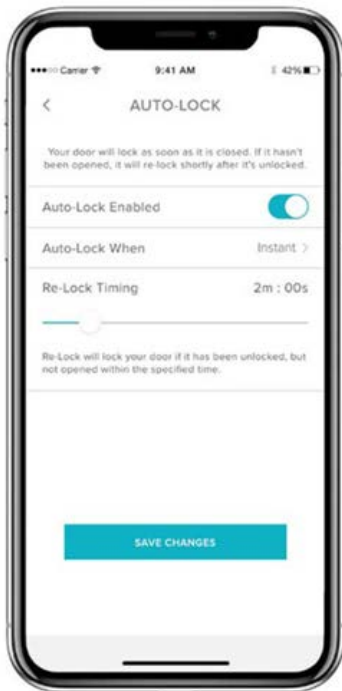 Carrier 9:41 AM 42%
AUTO-LOCK
Your door will lock as soon as it is closed. If it hasn't
been opened, it will re-lock shortly after it's unlocked.
Auto-Lock Enabled
Auto-Lock When Instant >
Re-Lock Timing 2m : 00s
Re-Lock will lock your door if it has been unlocked, but
not opened within the specified time.
SAVE CHANGES